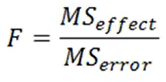 F = MS_effect / MS_error